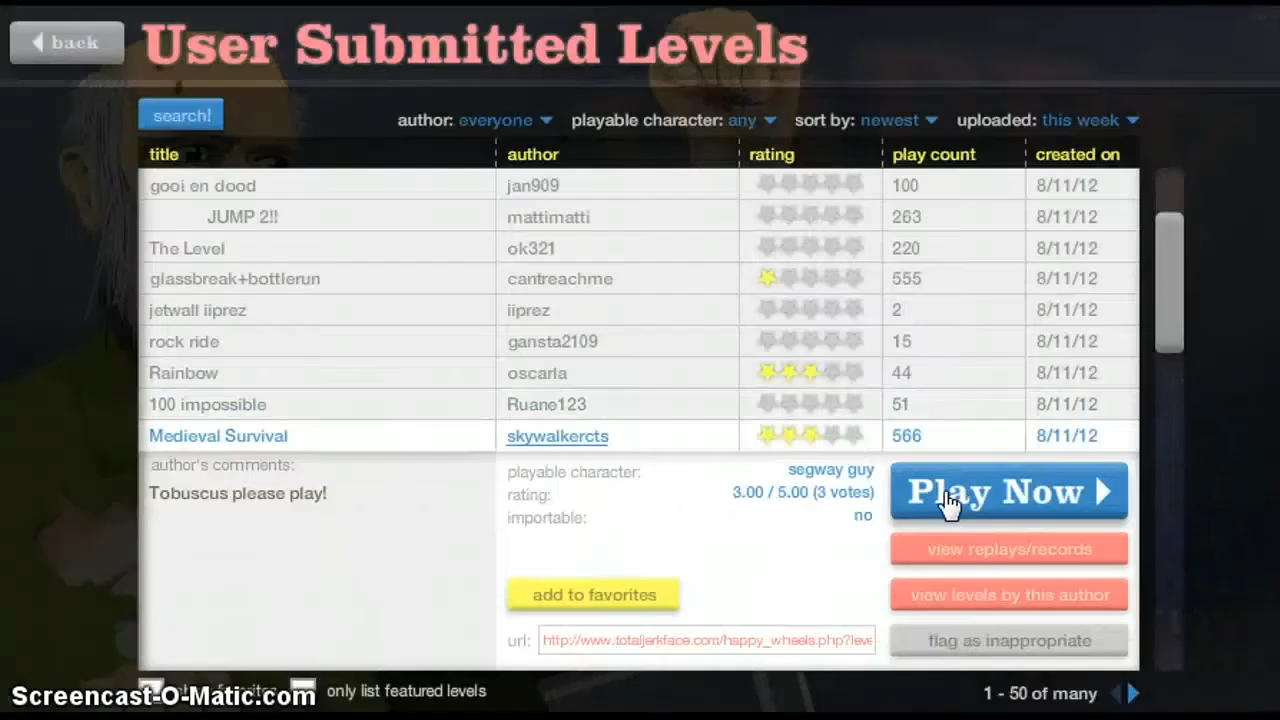 back
User Submitted Levels
search!
author: everyone playable character: any sort by: newest uploaded: this week
title author rating play count created on
gooi en dood jan909 100 8/11/12
JUMP 2!! mattimatti 263 8/11/12
The Level ok321 220 8/11/12
glassbreak+bottlerun cantreachme 555 8/11/12
jetwall iiprez iiprez 2 8/11/12
rock ride gansta2109 15 8/11/12
Rainbow oscarla 44 8/11/12
100 impossible Ruane123 51 8/11/12
Medieval Survival skywalkercts 566 8/11/12
author's comments:
Tobuscus please play!
playable character: segway guy
rating: 3.00 / 5.00 (3 votes)
importable: no
Play Now
view replays/records
add to favorites
view levels by this author
url: http://www.totaljerkface.com/happy_wheels.php?leve
flag as inappropriate
only list featured levels
1 - 50 of many
Screencast-O-Matic.com